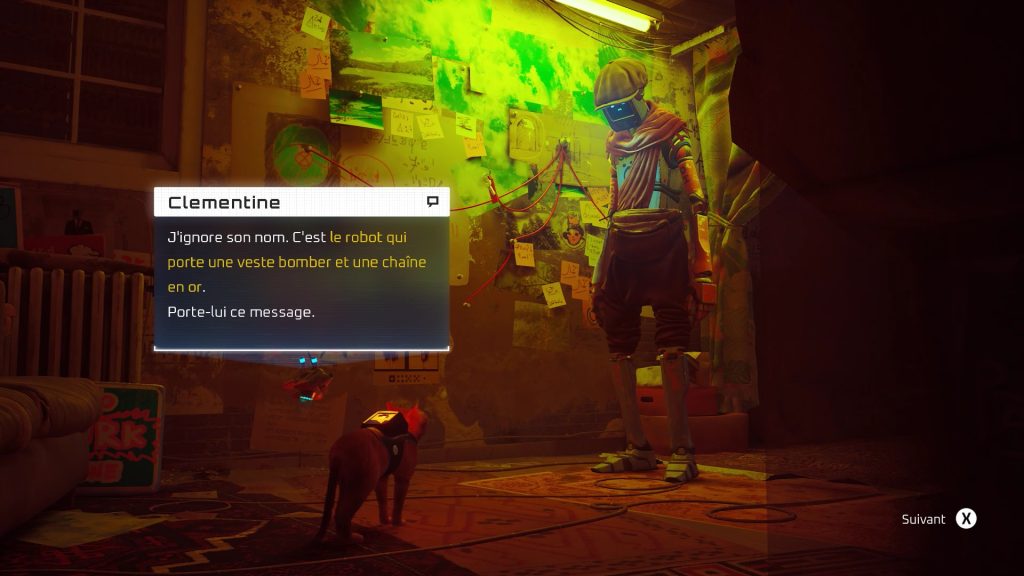 Clementine
J'ignore son nom. C'est le robot qui
porte une veste bomber et une chaîne
en or.
Porte-lui ce message.
Suivant X